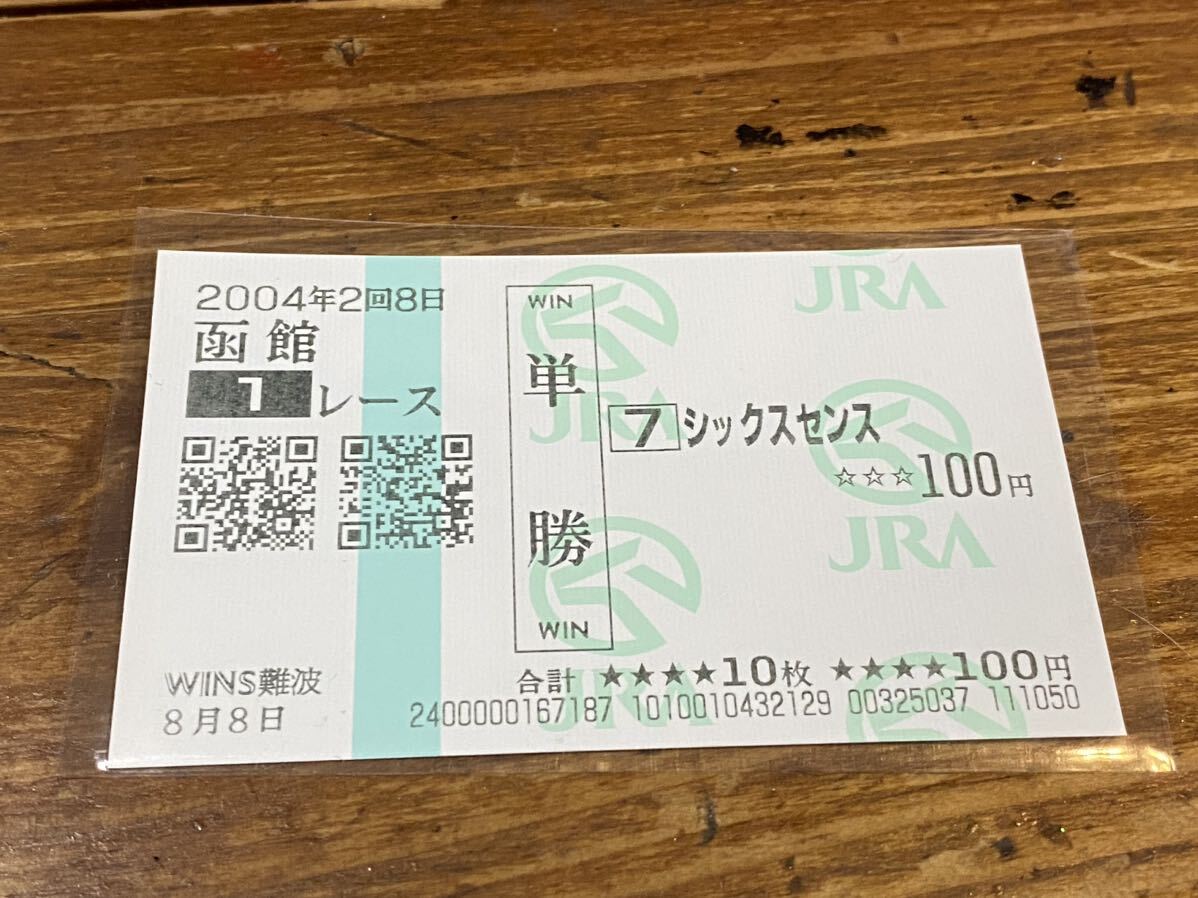 2004年2回8日
函館
1レース
WINS難波
8月8日
WIN
単勝
WIN
7 シックスセンス
☆☆☆100円
合計 ★★★★10枚 ★★★★100円
2400000167187 1010010432129 00325037 111050
JRA
JRA
JRA
JRA